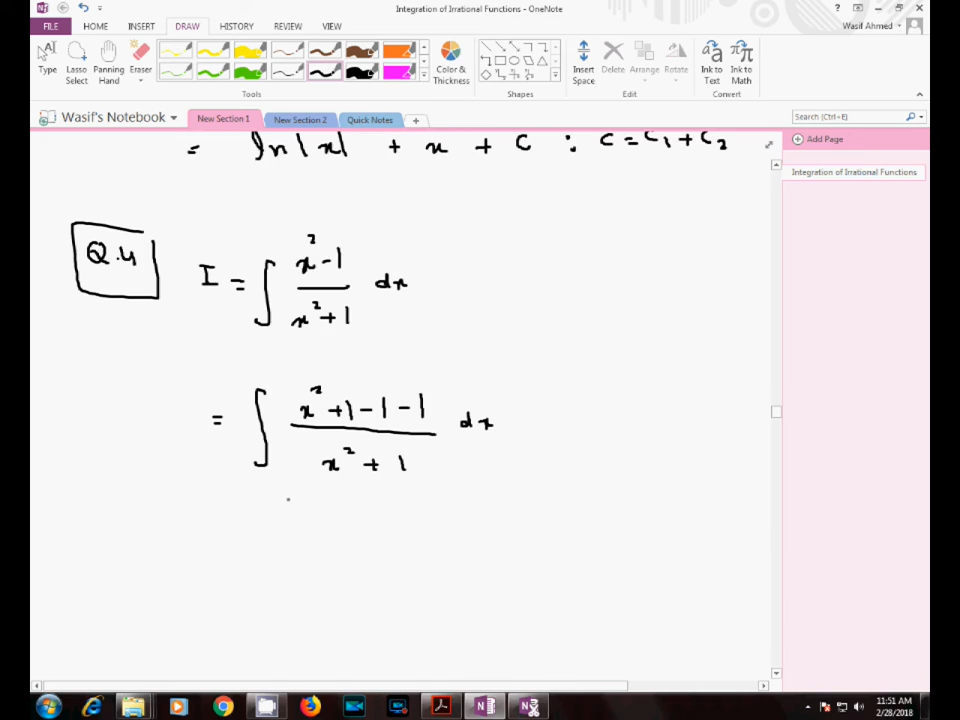 Integration of Irrational Functions - OneNote
Wasif Ahmed
FILE HOME INSERT DRAW HISTORY REVIEW VIEW
Type Lasso Select Panning Hand Eraser Color & Thickness Insert Space Delete Arrange Rotate Ink to Text Ink to Math
Tools Shapes Edit Convert
Wasif's Notebook New Section 1 New Section 2 Quick Notes Search (Ctrl+E)
Add Page
Integration of Irrational Functions
= ln|x| + x + C : C = C₁ + C₂
Q.4 I = ∫ (x²-1)/(x²+1) dx
= ∫ (x²+1-1-1)/(x²+1) dx
11:51 AM
2/28/2018